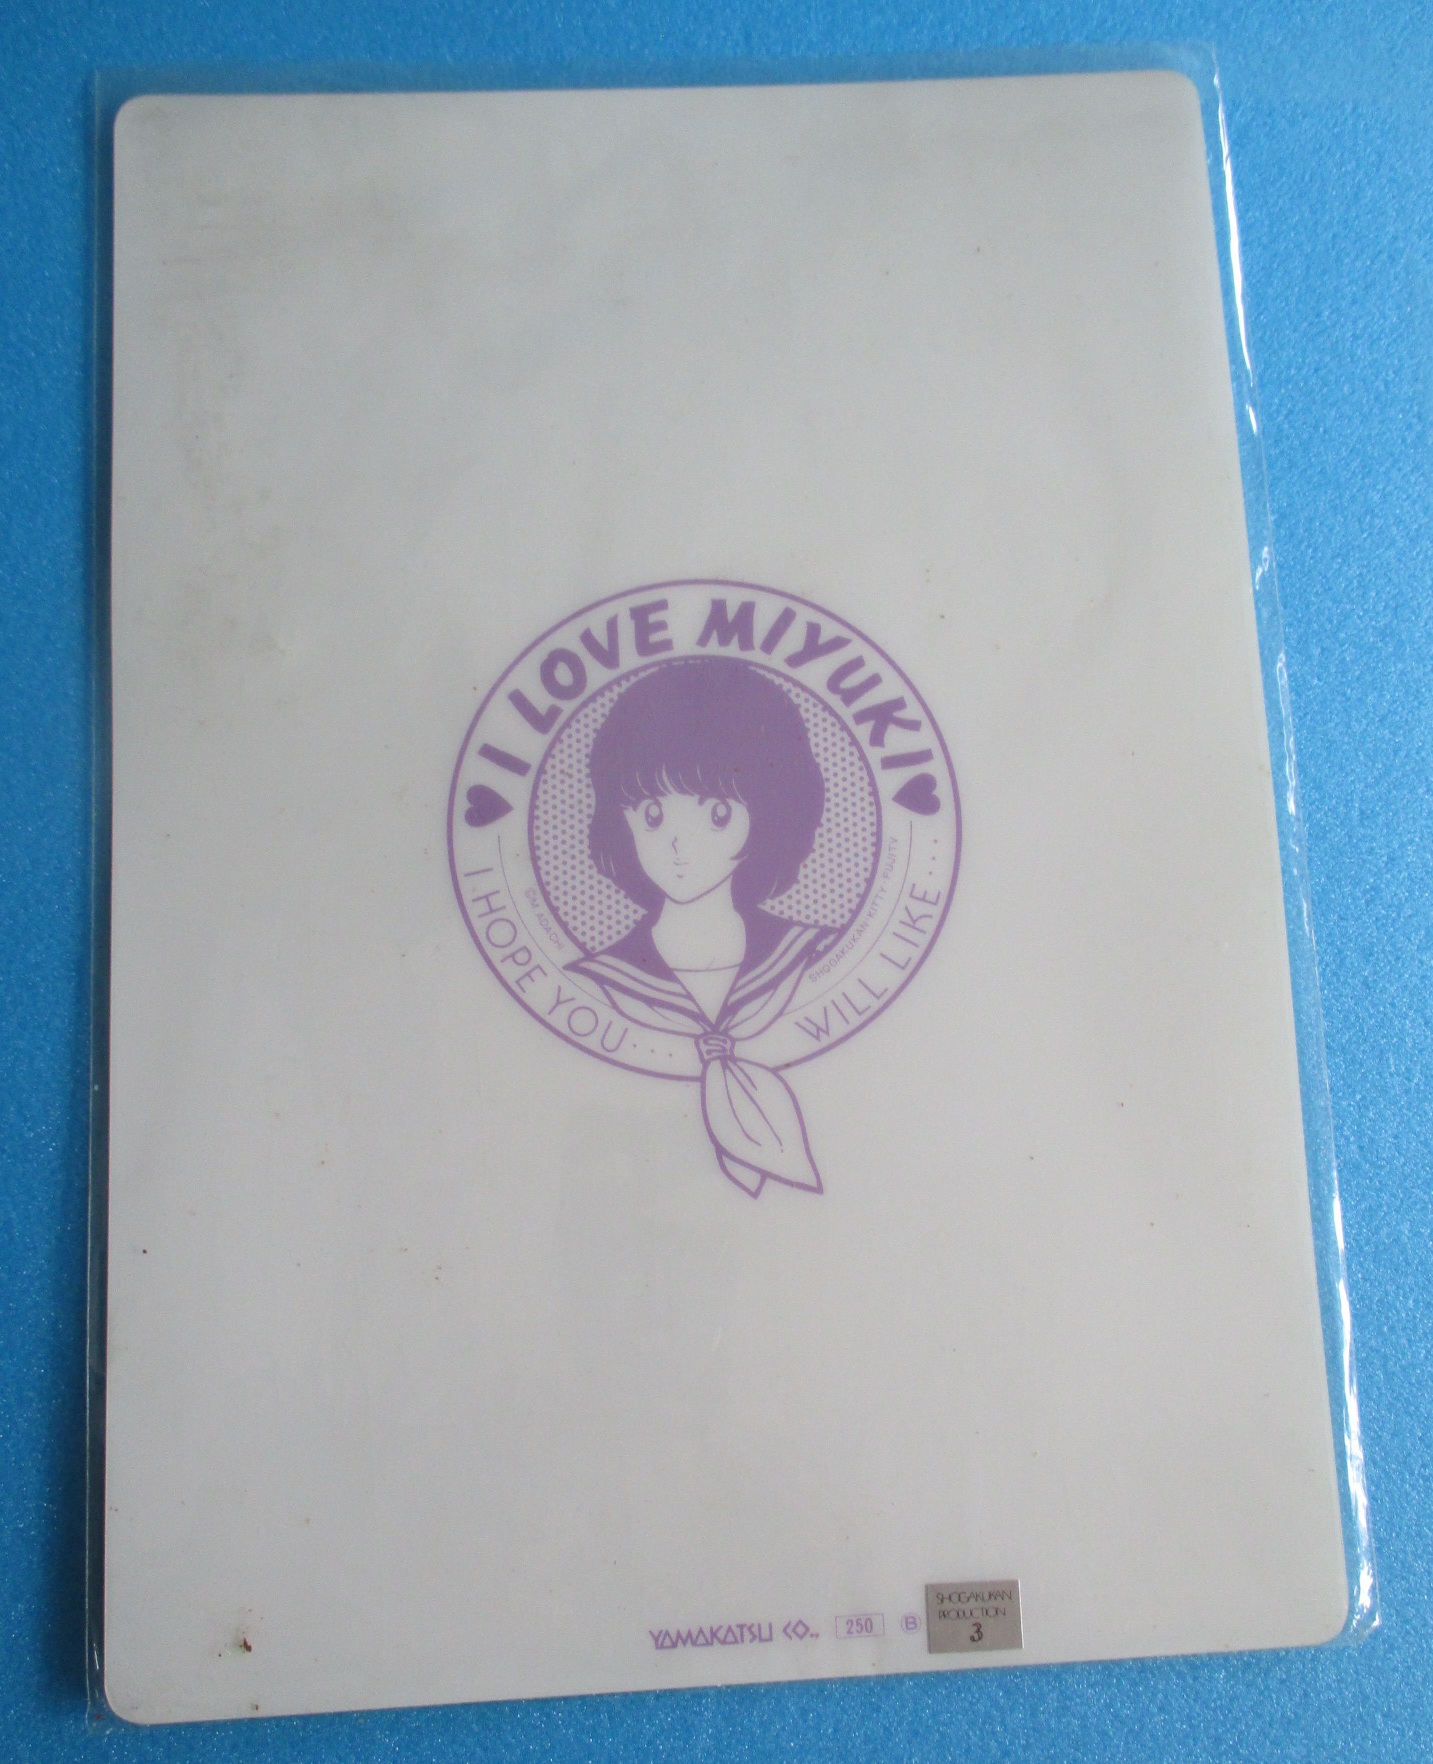 I LOVE MIYUKI
I HOPE YOU.... WILL LIKE....
©M.ADACHI
SHOGAKUKAN·KITTY·FUJITV
YAMAKATSU CO., 250 B
SHOGAKUKAN
PRODUCTION
3